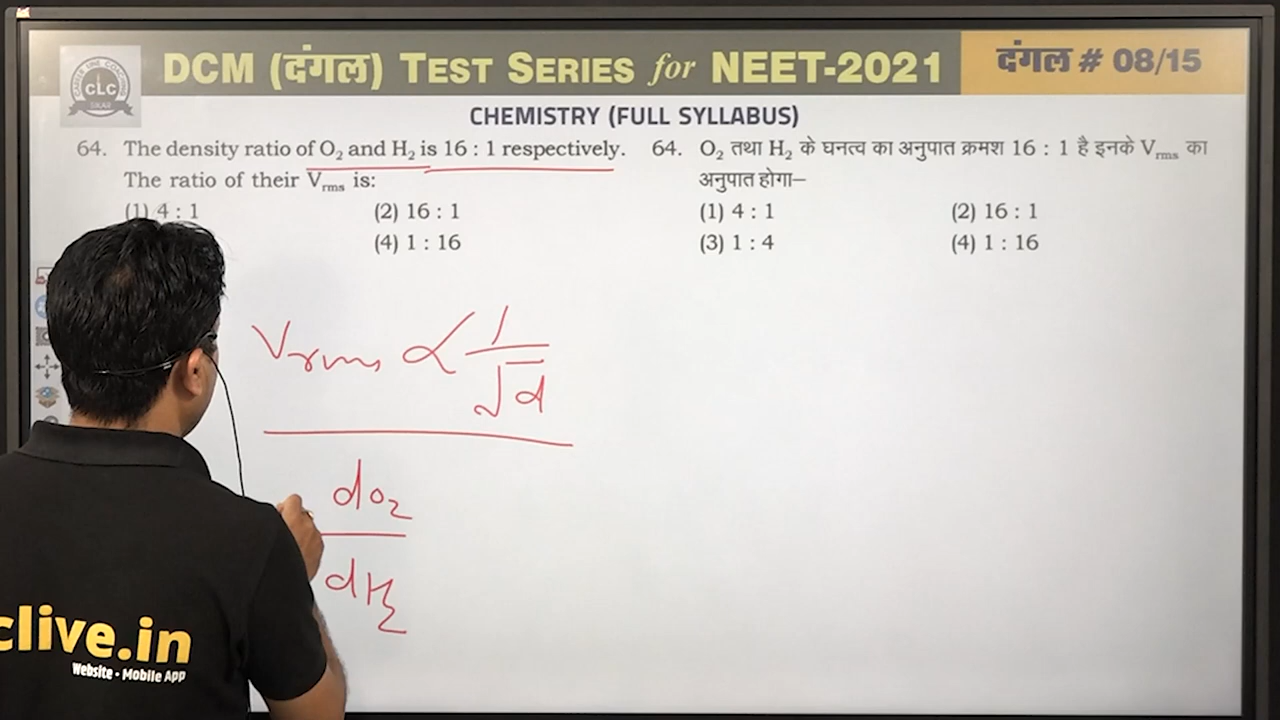 DCM (दंगल) TEST SERIES for NEET-2021
दंगल # 08/15
CLC
CHEMISTRY (FULL SYLLABUS)
64. The density ratio of O₂ and H₂ is 16 : 1 respectively.
The ratio of their Vrms is:
(1) 4 : 1 (2) 16 : 1
(4) 1 : 16
64. O₂ तथा H₂ के घनत्व का अनुपात क्रमश 16 : 1 है इनके Vrms का
अनुपात होगा–
(1) 4 : 1 (2) 16 : 1
(3) 1 : 4 (4) 1 : 16
Vrms ∝ 1/√d
dO₂
dH₂
clive.in
Website • Mobile App